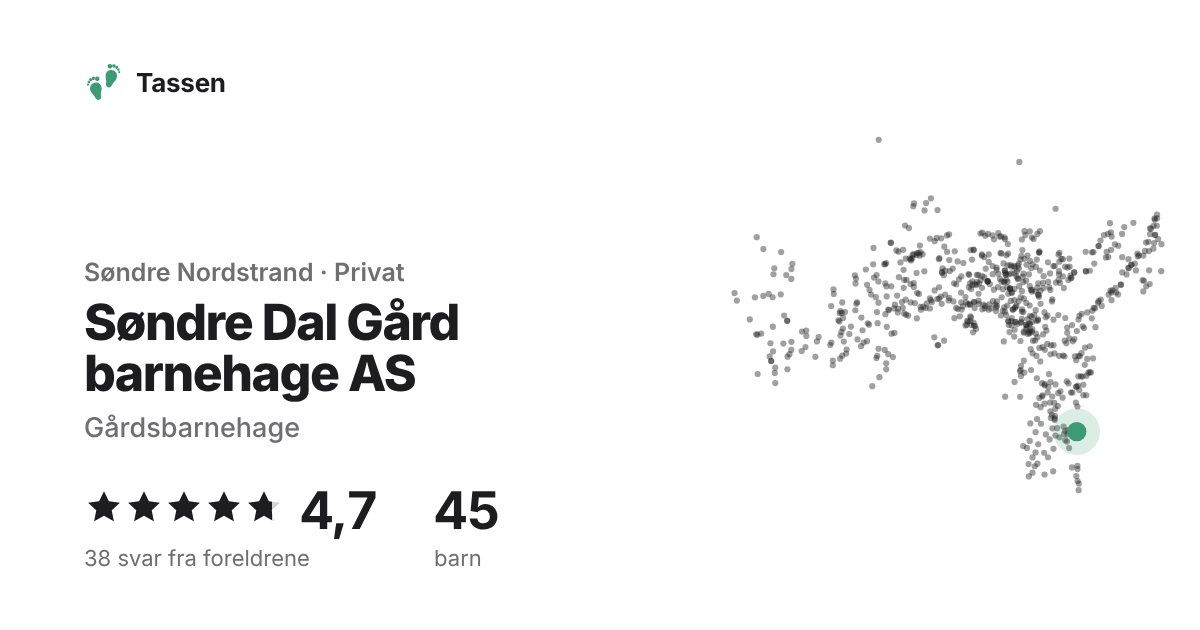 Tassen
Søndre Nordstrand · Privat
Søndre Dal Gård
barnehage AS
Gårdsbarnehage
4,7
38 svar fra foreldrene
45
barn